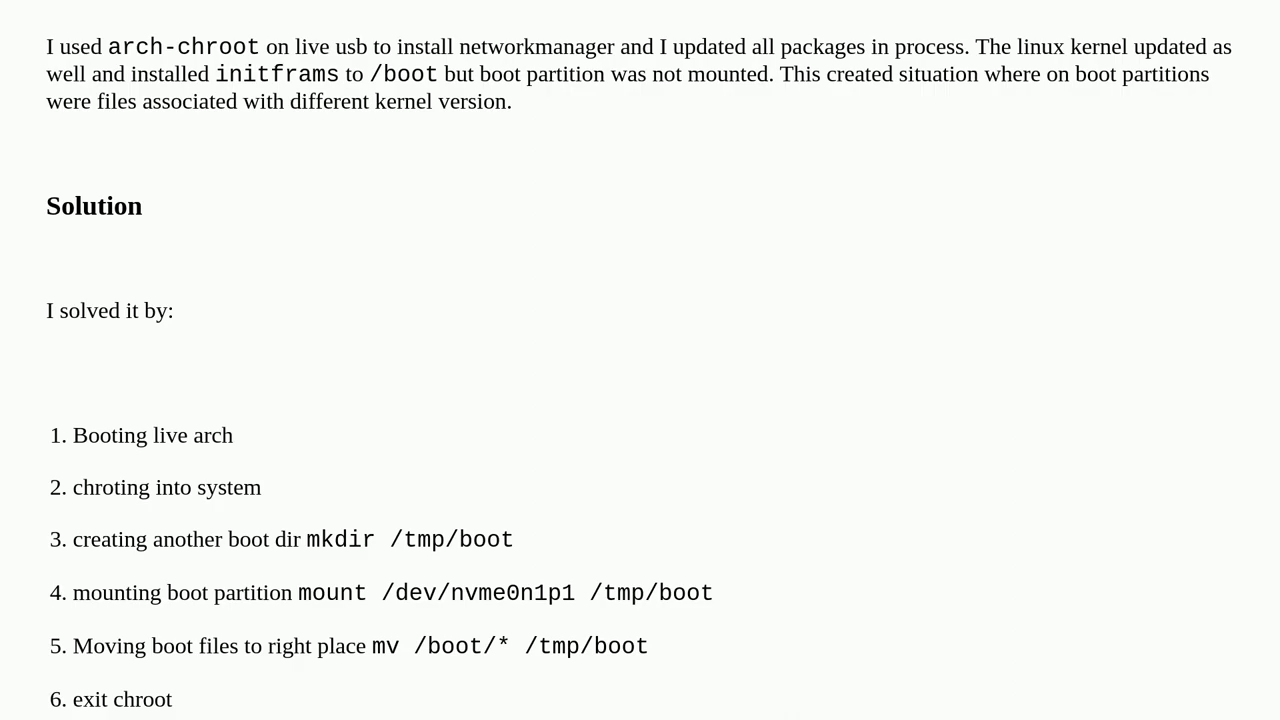 I used arch-chroot on live usb to install networkmanager and I updated all packages in process. The linux kernel updated as
well and installed initframs to /boot but boot partition was not mounted. This created situation where on boot partitions
were files associated with different kernel version.
Solution
I solved it by:
1. Booting live arch
2. chroting into system
3. creating another boot dir mkdir /tmp/boot
4. mounting boot partition mount /dev/nvme0n1p1 /tmp/boot
5. Moving boot files to right place mv /boot/* /tmp/boot
6. exit chroot